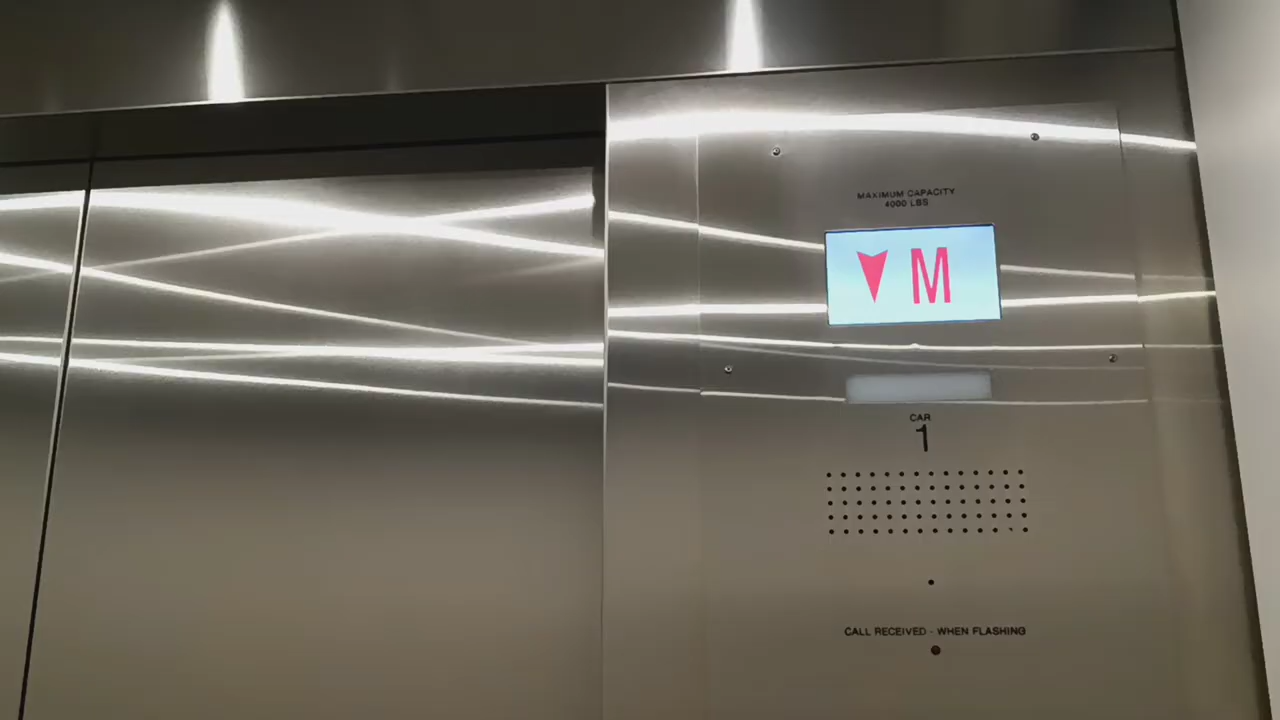 MAXIMUM CAPACITY
4000 LBS
M
CAR
1
CALL RECEIVED - WHEN FLASHING